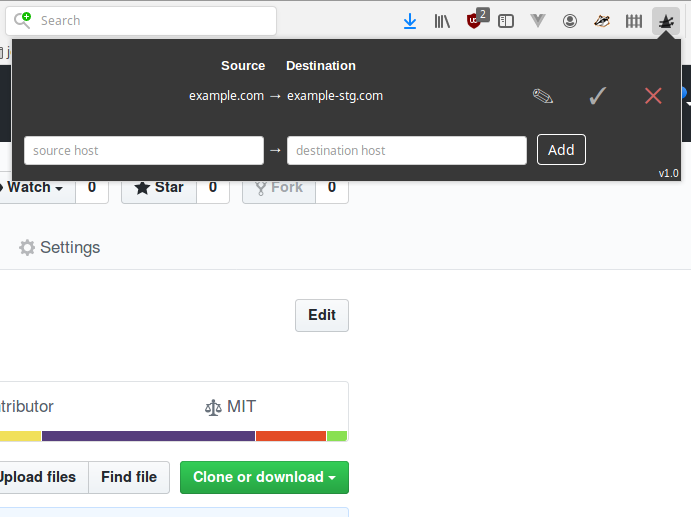 Search
2
Source Destination
example.com → example-stg.com
source host → destination host Add
v1.0
Watch 0 Star 0 Fork 0
Settings
Edit
tributor MIT
Upload files Find file Clone or download